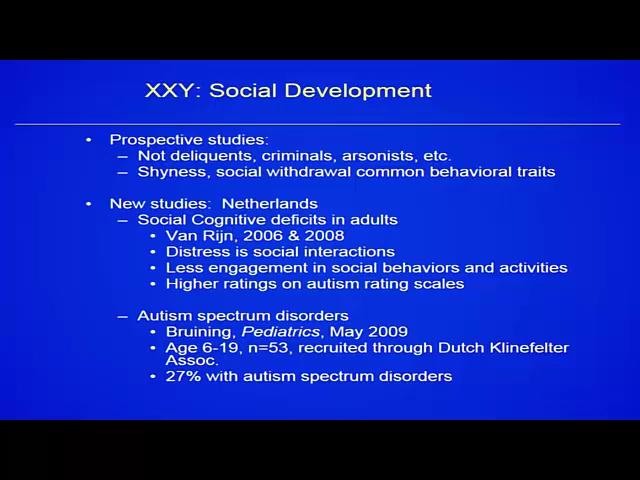 XXY: Social Development
• Prospective studies:
– Not deliquents, criminals, arsonists, etc.
– Shyness, social withdrawal common behavioral traits
• New studies: Netherlands
– Social Cognitive deficits in adults
• Van Rijn, 2006 & 2008
• Distress is social interactions
• Less engagement in social behaviors and activities
• Higher ratings on autism rating scales
– Autism spectrum disorders
• Bruining, Pediatrics, May 2009
• Age 6-19, n=53, recruited through Dutch Klinefelter
Assoc.
• 27% with autism spectrum disorders